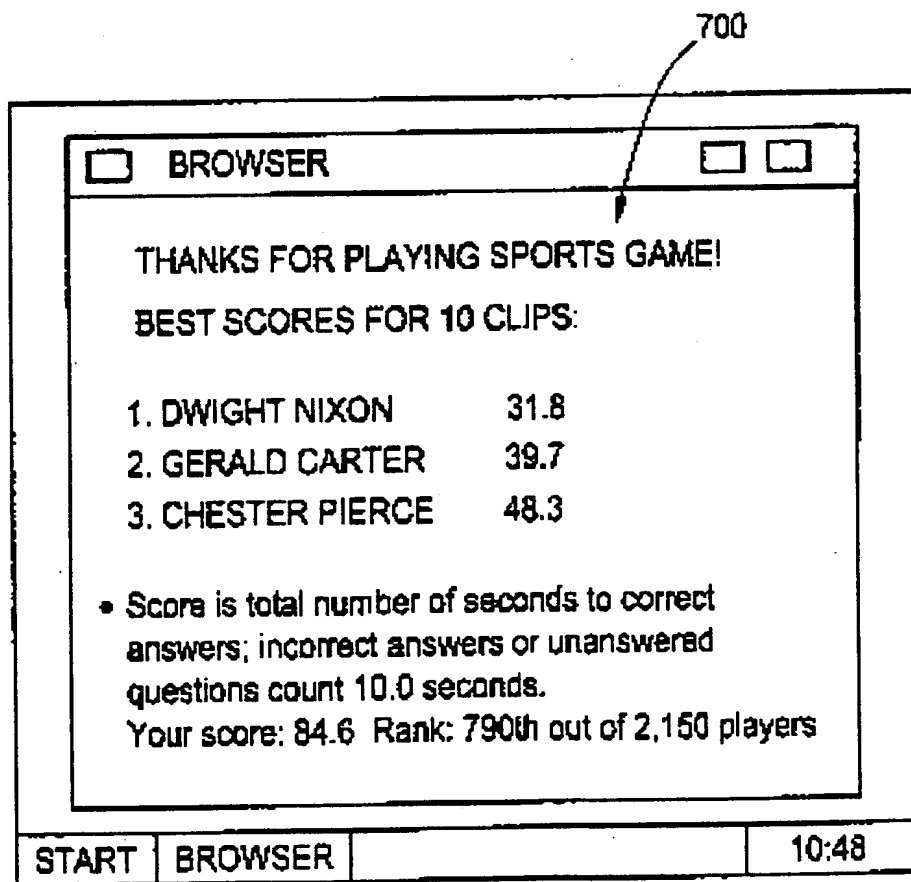 700
BROWSER
THANKS FOR PLAYING SPORTS GAME!
BEST SCORES FOR 10 CLIPS:
1. DWIGHT NIXON 31.8
2. GERALD CARTER 39.7
3. CHESTER PIERCE 48.3
• Score is total number of seconds to correct
answers; incorrect answers or unanswered
questions count 10.0 seconds.
Your score: 84.6 Rank: 790th out of 2,150 players
START BROWSER 10:48